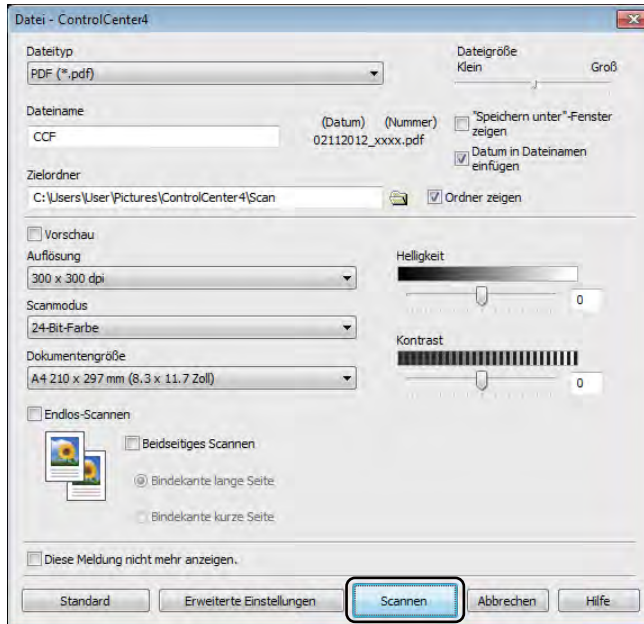 Datei - ControlCenter4
Dateityp
PDF (*.pdf)
Dateigröße
Klein Groß
Dateiname
CCF
(Datum) (Nummer)
02112012_xxxx.pdf
"Speichern unter"-Fenster
zeigen
Datum in Dateinamen
einfügen
Zielordner
C:\Users\User\Pictures\ControlCenter4\Scan
Ordner zeigen
Vorschau
Auflösung
300 x 300 dpi
Scanmodus
24-Bit-Farbe
Dokumentengröße
A4 210 x 297 mm (8.3 x 11.7 Zoll)
Helligkeit
0
Kontrast
0
Endlos-Scannen
Beidseitiges Scannen
Bindekante lange Seite
Bindekante kurze Seite
Diese Meldung nicht mehr anzeigen.
Standard Erweiterte Einstellungen Scannen Abbrechen Hilfe